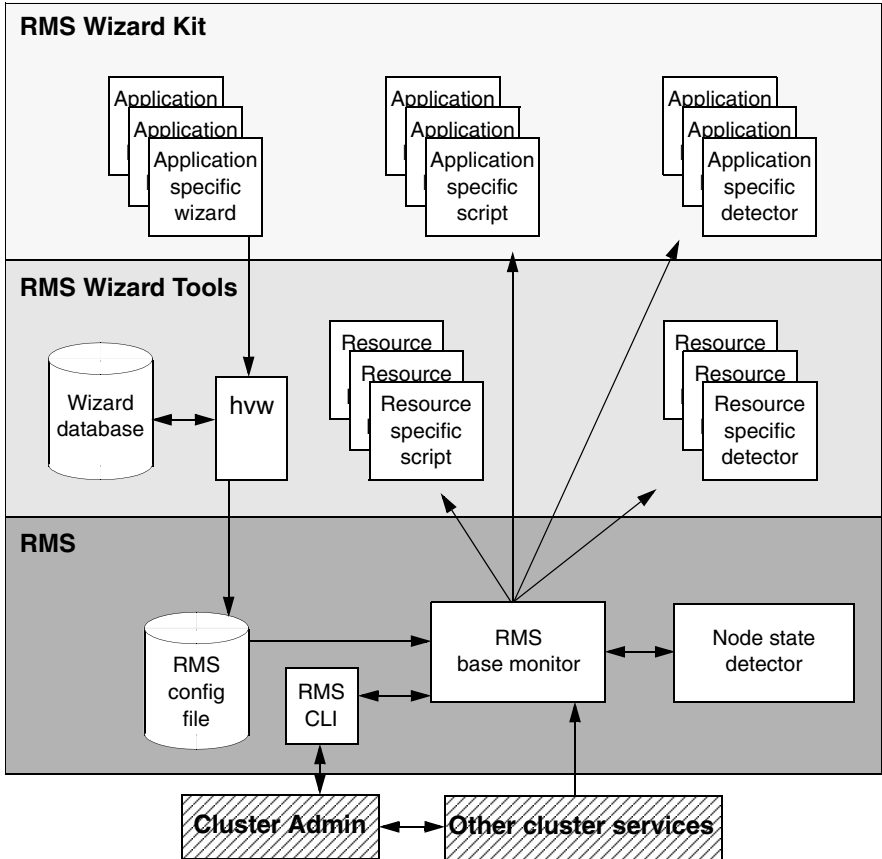 RMS Wizard Kit
Application
Application
Application
specific
wizard
Application
Application
Application
specific
script
Application
Application
Application
specific
detector
RMS Wizard Tools
Wizard
database
hvw
Resource
Resource
Resource
specific
script
Resource
Resource
Resource
specific
detector
RMS
RMS
config
file
RMS
CLI
RMS
base monitor
Node state
detector
Cluster Admin
Other cluster services